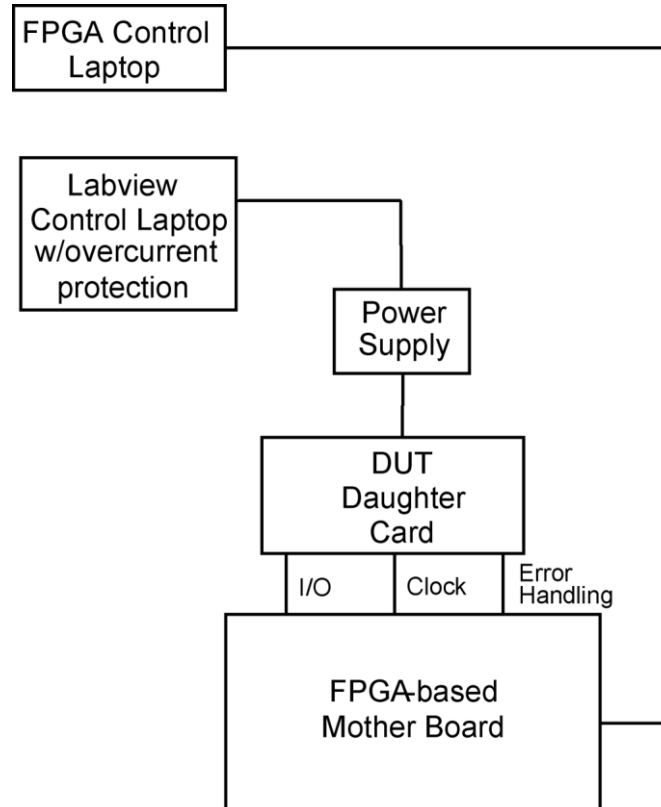 FPGA Control
Laptop
Labview
Control Laptop
w/overcurrent
protection
Power
Supply
DUT
Daughter
Card
I/O
Clock
Error
Handling
FPGA-based
Mother Board